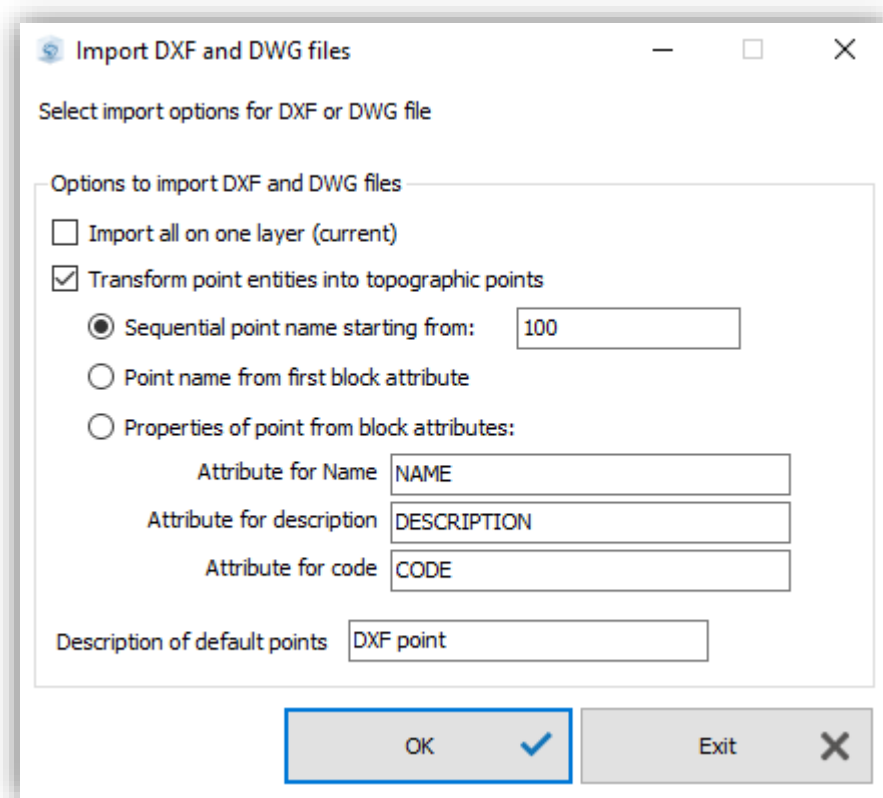 Import DXF and DWG files
Select import options for DXF or DWG file
Options to import DXF and DWG files
Import all on one layer (current)
Transform point entities into topographic points
Sequential point name starting from: 100
Point name from first block attribute
Properties of point from block attributes:
Attribute for Name NAME
Attribute for description DESCRIPTION
Attribute for code CODE
Description of default points DXF point
OK Exit